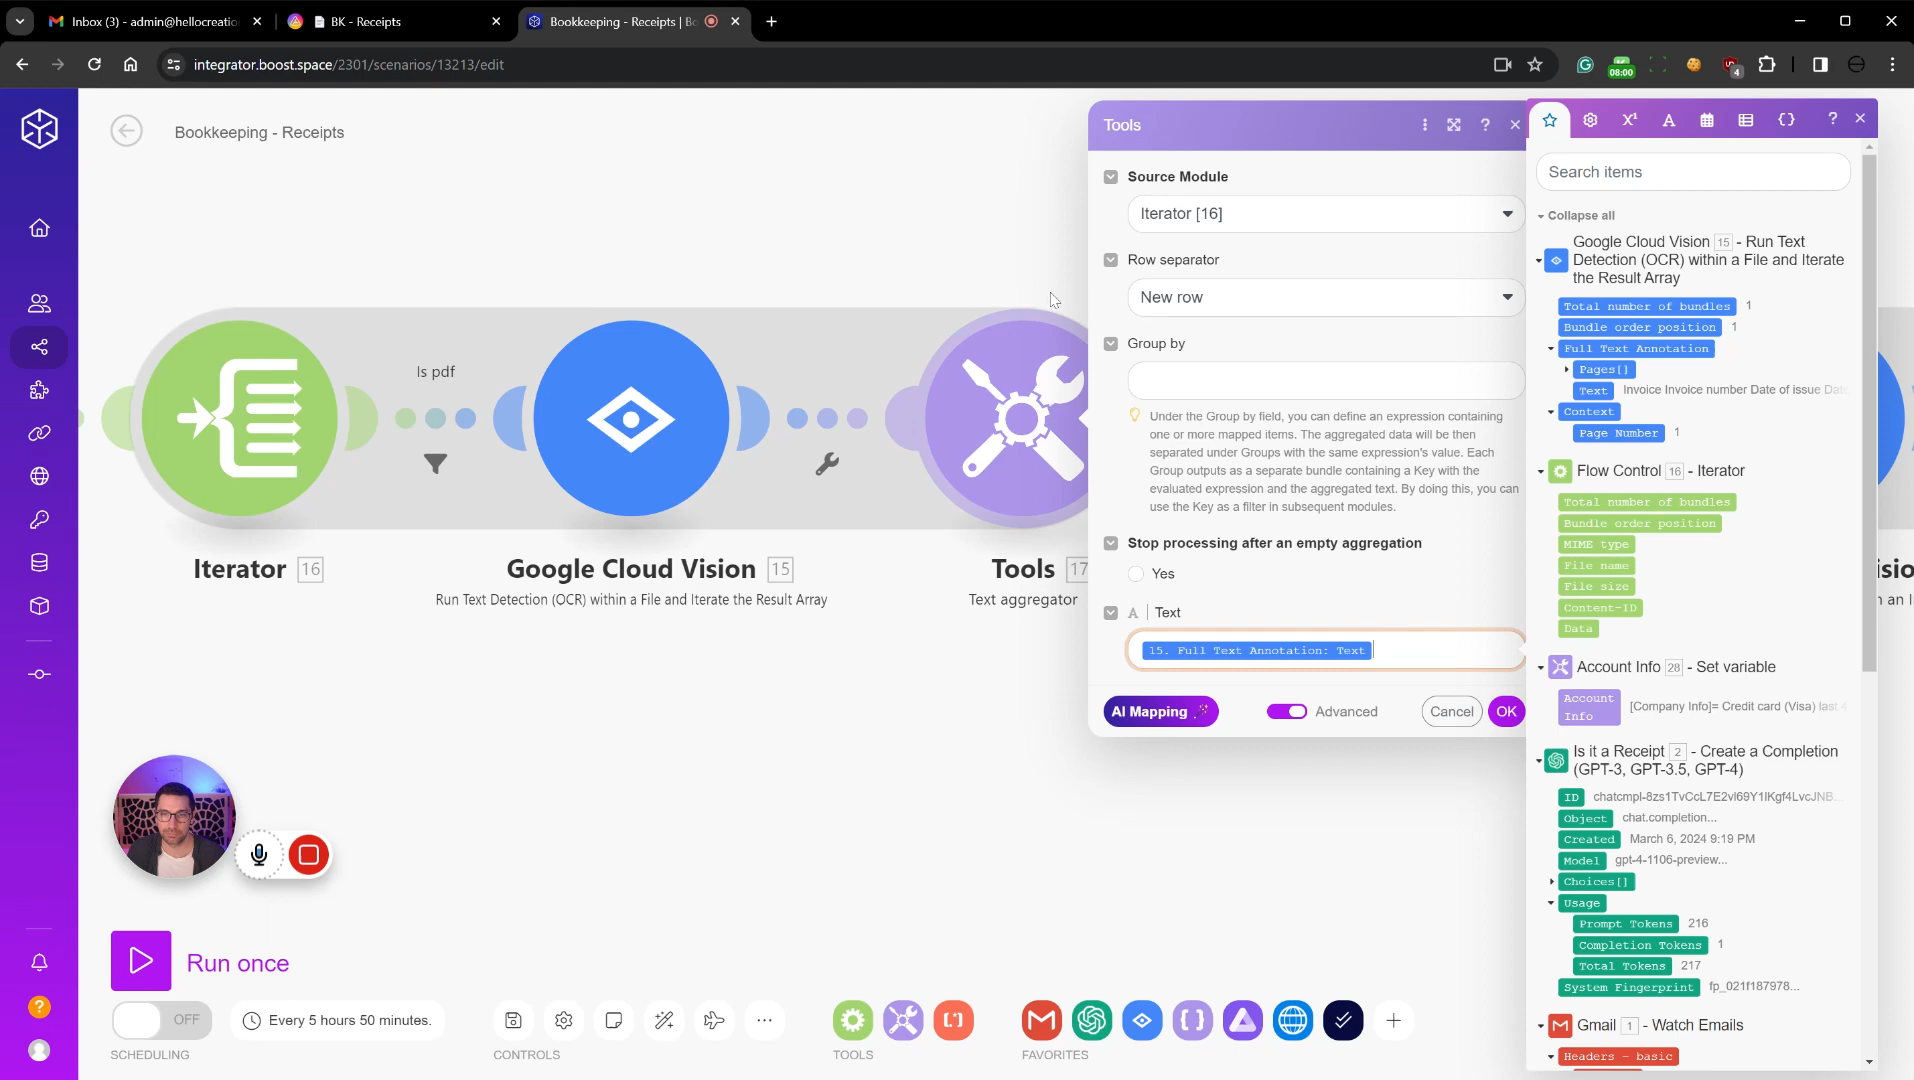 Inbox (3) - admin@hellocreatio
BK - Receipts
Bookkeeping - Receipts | Bo
integrator.boost.space/2301/scenarios/13213/edit
08:00
4
Bookkeeping - Receipts
Is pdf
Iterator 16
Google Cloud Vision 15
Run Text Detection (OCR) within a File and Iterate the Result Array
Tools 17
Text aggregator
Run once
OFF
Every 5 hours 50 minutes.
SCHEDULING
CONTROLS
TOOLS
FAVORITES
Tools
Source Module
Iterator [16]
Row separator
New row
Group by
Under the Group by field, you can define an expression containing
one or more mapped items. The aggregated data will be then
separated under Groups with the same expression's value. Each
Group outputs as a separate bundle containing a Key with the
evaluated expression and the aggregated text. By doing this, you can
use the Key as a filter in subsequent modules.
Stop processing after an empty aggregation
Yes
A Text
15. Full Text Annotation: Text
AI Mapping
Advanced
Cancel
OK
Search items
Collapse all
Google Cloud Vision 15 - Run Text
Detection (OCR) within a File and Iterate
the Result Array
Total number of bundles 1
Bundle order position 1
Full Text Annotation
Pages[]
Text Invoice Invoice number Date of issue Dat
Context
Page Number 1
Flow Control 16 - Iterator
Total number of bundles
Bundle order position
MIME type
File name
File size
Content-ID
Data
Account Info 28 - Set variable
Account
Info [Company Info]= Credit card (Visa) last 4
Is it a Receipt 2 - Create a Completion
(GPT-3, GPT-3.5, GPT-4)
ID chatcmpl-8zs1TvCcL7E2vl69Y1lKgf4LvcJNB...
Object chat.completion...
Created March 6, 2024 9:19 PM
Model gpt-4-1106-preview...
Choices[]
Usage
Prompt Tokens 216
Completion Tokens 1
Total Tokens 217
System Fingerprint fp_021f187978...
Gmail 1 - Watch Emails
Headers - basic